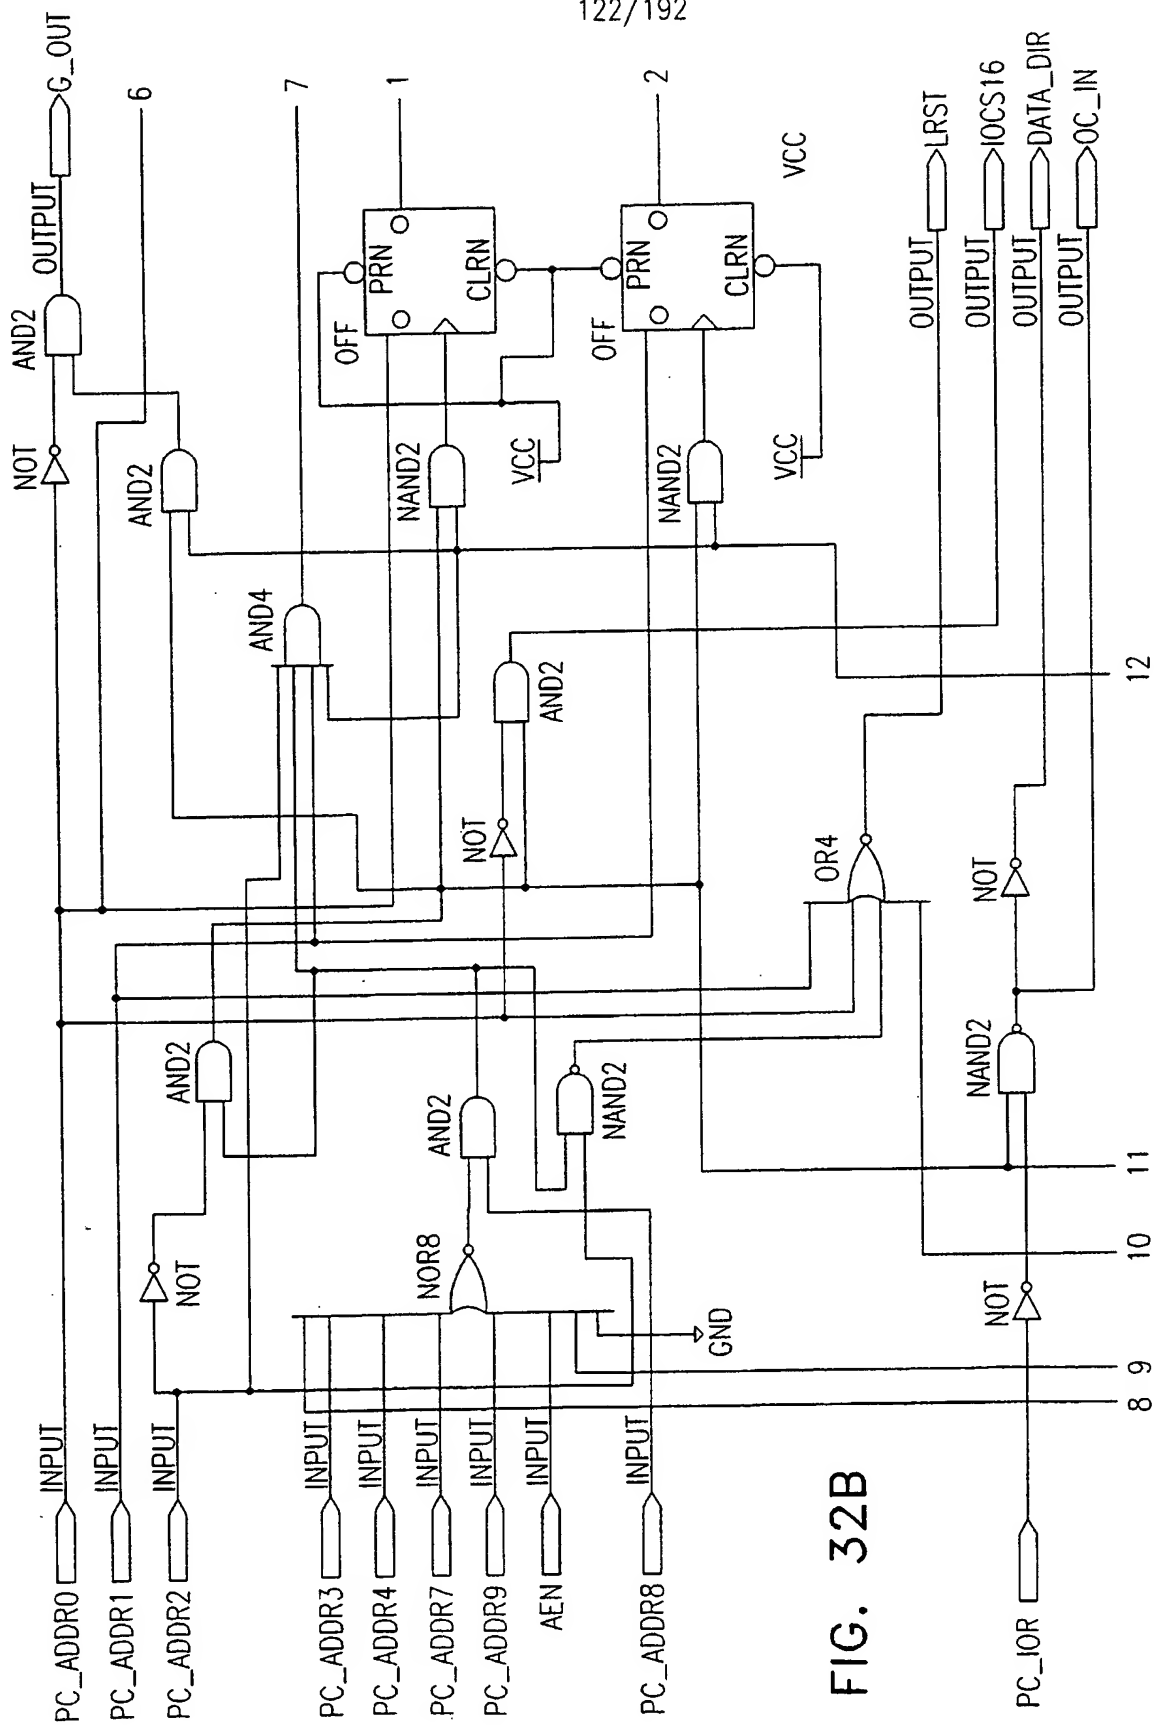 122/192
PC_ADDR0
INPUT
PC_ADDR1
INPUT
PC_ADDR2
INPUT
PC_ADDR3
INPUT
PC_ADDR4
INPUT
PC_ADDR7
INPUT
PC_ADDR9
INPUT
AEN
INPUT
PC_ADDR8
INPUT
PC_IOR
NOT
NOR8
GND
AND2
AND2
NAND2
NOT
NAND2
NOT
OR4
NOT
AND2
AND4
AND2
NOT
AND2
NAND2
VCC
NAND2
VCC
OFF
PRN
CLRN
OFF
PRN
CLRN
VCC
OUTPUT
G_OUT
6
7
1
2
OUTPUT
LRST
OUTPUT
IOCS16
OUTPUT
DATA_DIR
OUTPUT
OC_IN
8
9
10
11
12
FIG. 32B